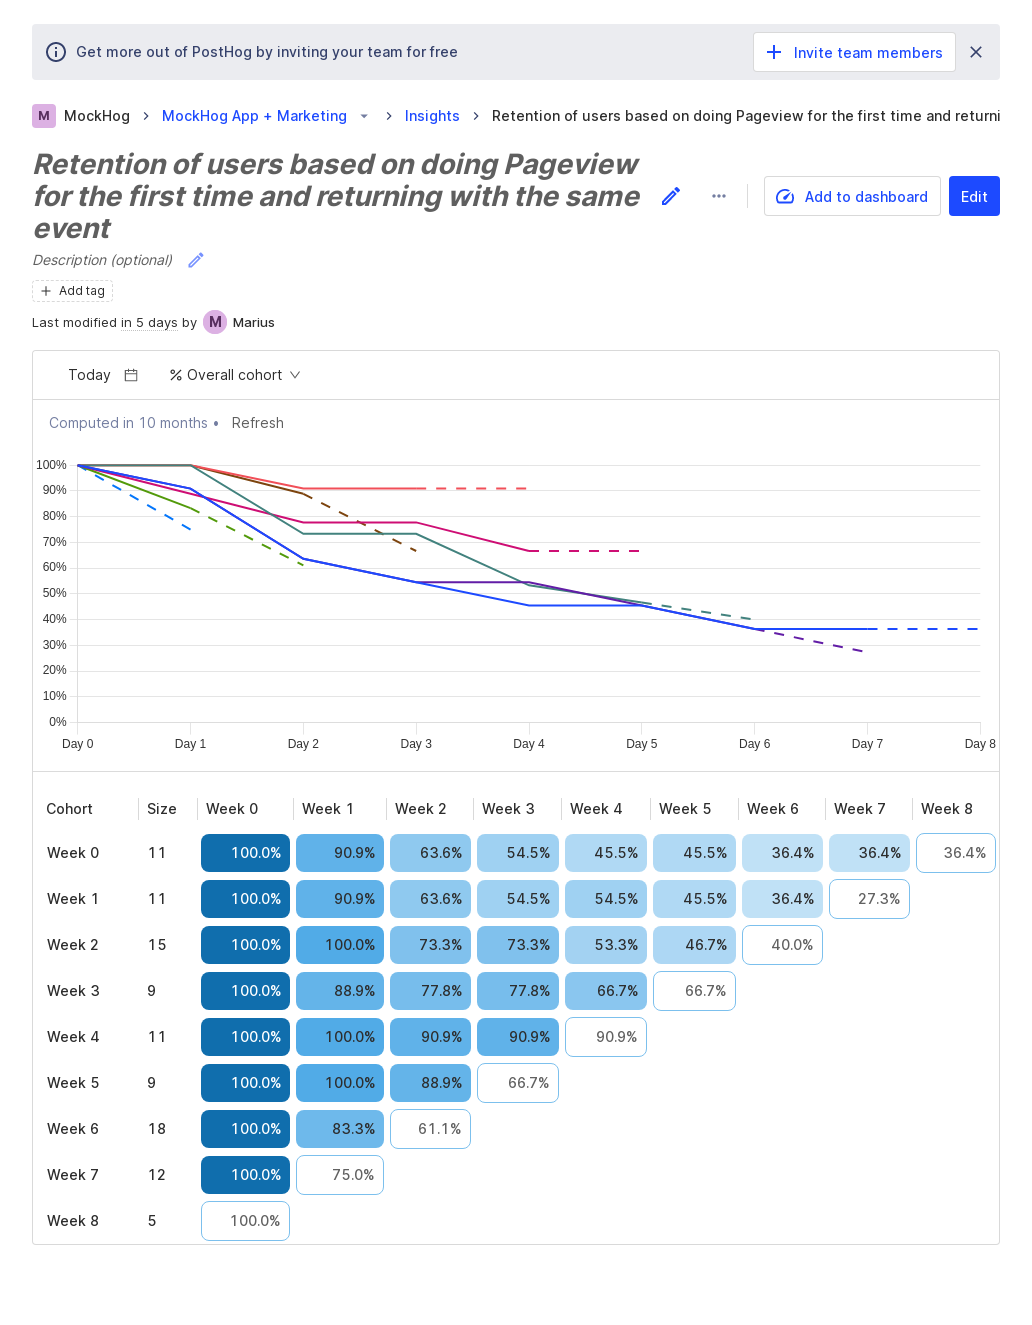 Get more out of PostHog by inviting your team for free
Invite team members
M MockHog MockHog App + Marketing Insights Retention of users based on doing Pageview for the first time and returni
Retention of users based on doing Pageview
for the first time and returning with the same
event
Add to dashboard
Edit
Description (optional)
Add tag
Last modified in 5 days by M Marius
Today
% Overall cohort
Computed in 10 months • Refresh
100%
90%
80%
70%
60%
50%
40%
30%
20%
10%
0%
Day 0 Day 1 Day 2 Day 3 Day 4 Day 5 Day 6 Day 7 Day 8
Cohort Size Week 0 Week 1 Week 2 Week 3 Week 4 Week 5 Week 6 Week 7 Week 8
Week 0 11 100.0% 90.9% 63.6% 54.5% 45.5% 45.5% 36.4% 36.4% 36.4%
Week 1 11 100.0% 90.9% 63.6% 54.5% 54.5% 45.5% 36.4% 27.3%
Week 2 15 100.0% 100.0% 73.3% 73.3% 53.3% 46.7% 40.0%
Week 3 9 100.0% 88.9% 77.8% 77.8% 66.7% 66.7%
Week 4 11 100.0% 100.0% 90.9% 90.9% 90.9%
Week 5 9 100.0% 100.0% 88.9% 66.7%
Week 6 18 100.0% 83.3% 61.1%
Week 7 12 100.0% 75.0%
Week 8 5 100.0%